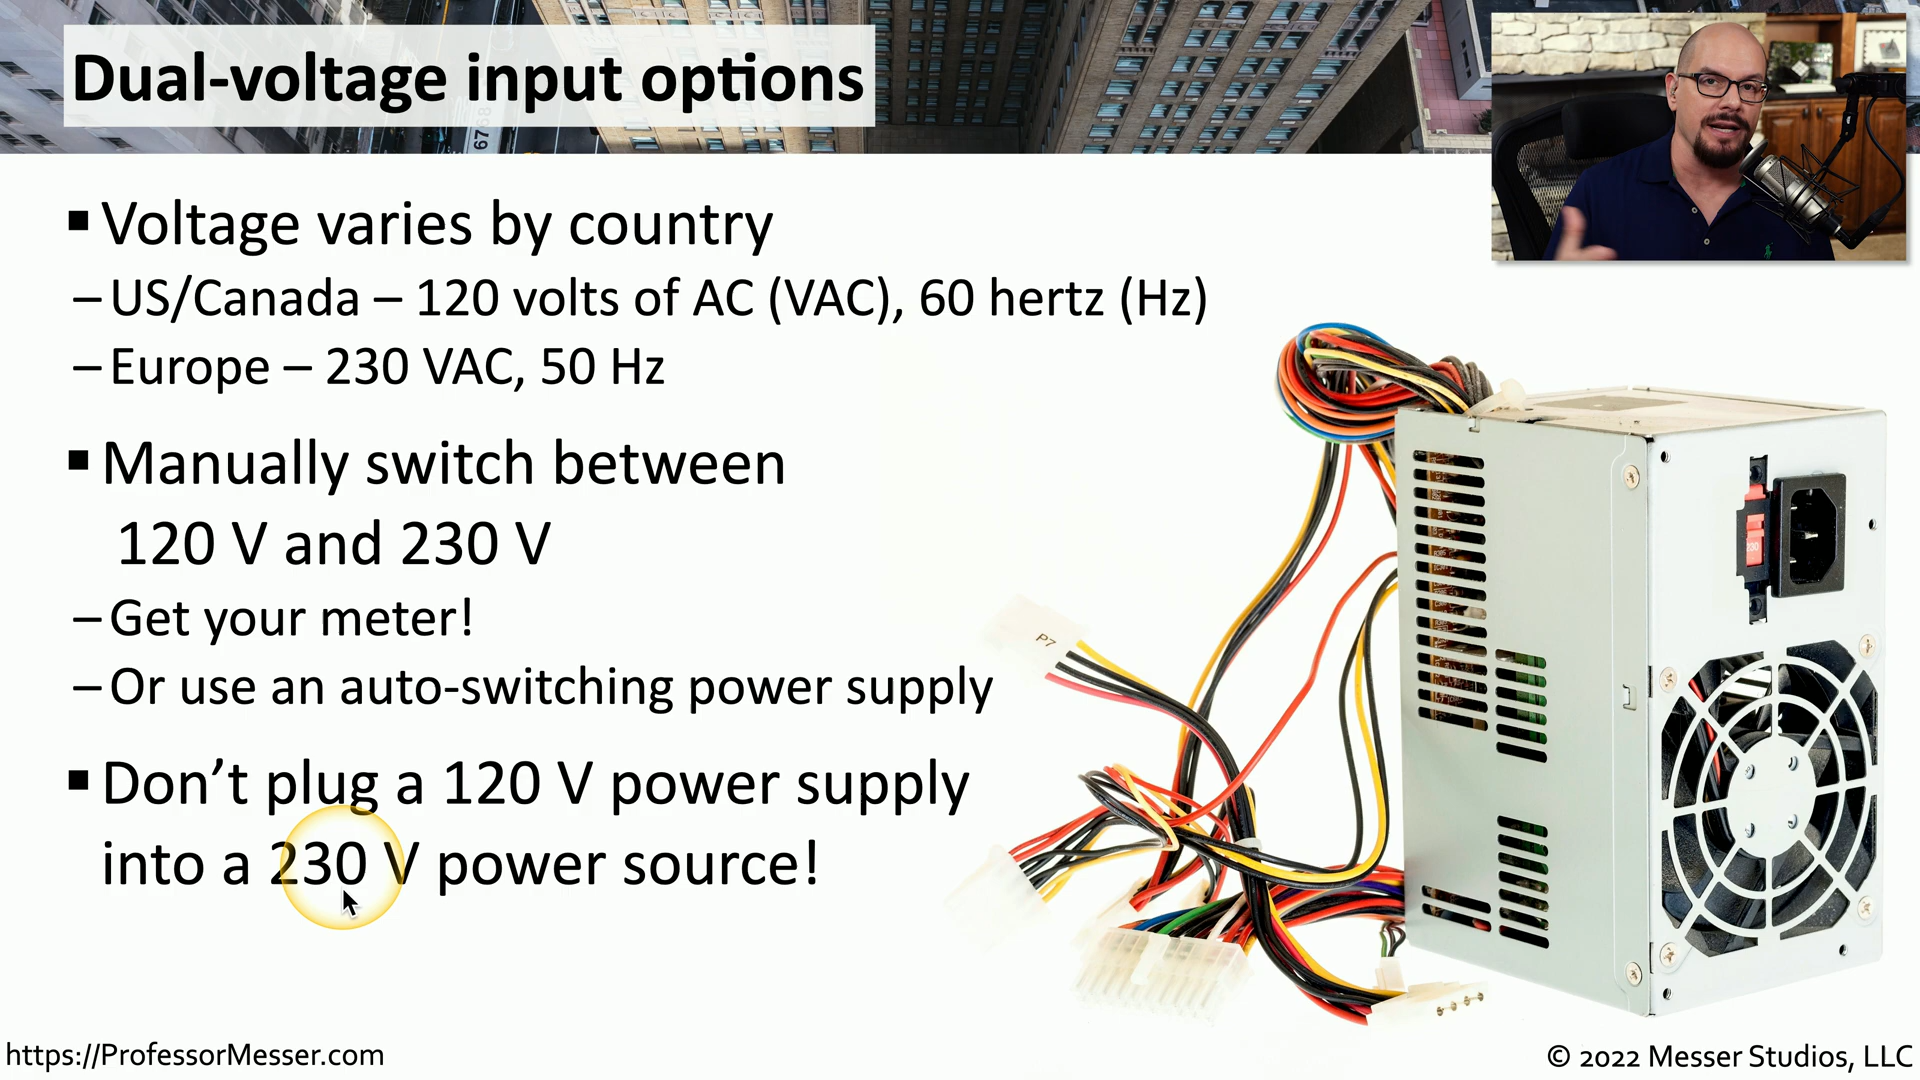 Dual-voltage input options
67
▪ Voltage varies by country
– US/Canada – 120 volts of AC (VAC), 60 hertz (Hz)
– Europe – 230 VAC, 50 Hz
▪ Manually switch between
120 V and 230 V
– Get your meter!
– Or use an auto-switching power supply
▪ Don’t plug a 120 V power supply
into a 230 V power source!
230
P7
https://ProfessorMesser.com
© 2022 Messer Studios, LLC